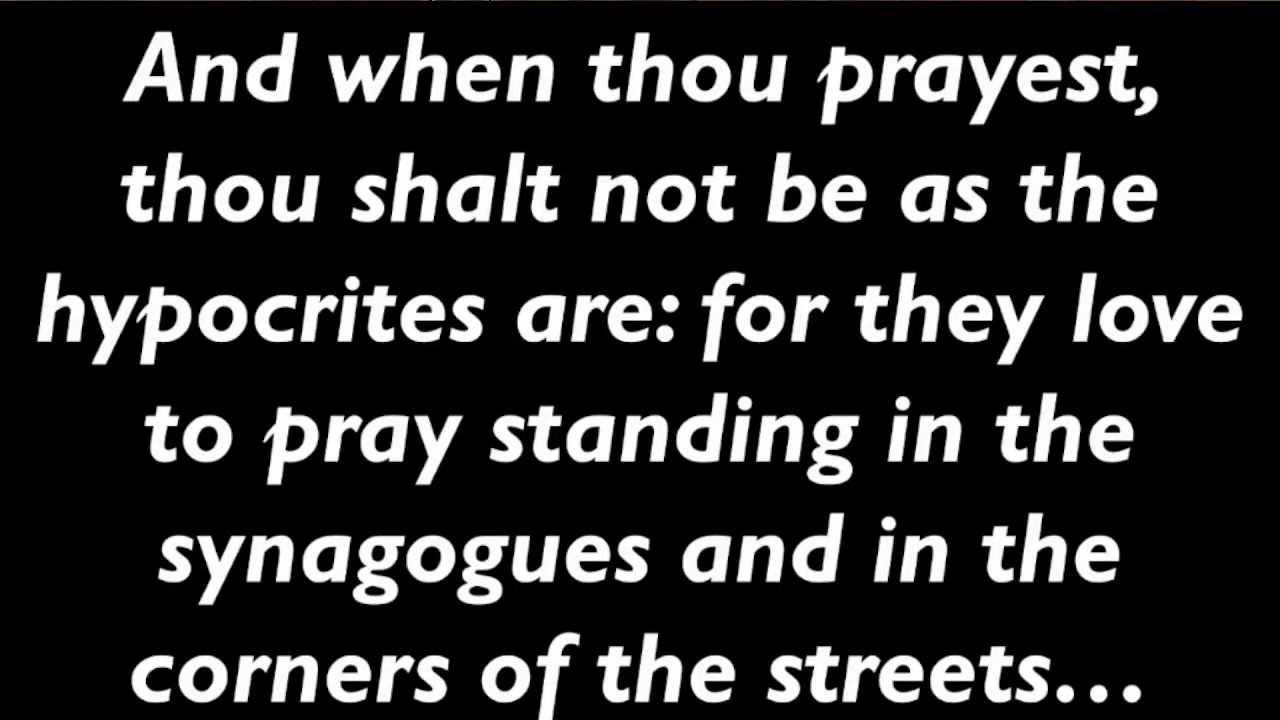 And when thou prayest,
thou shalt not be as the
hypocrites are: for they love
to pray standing in the
synagogues and in the
corners of the streets...